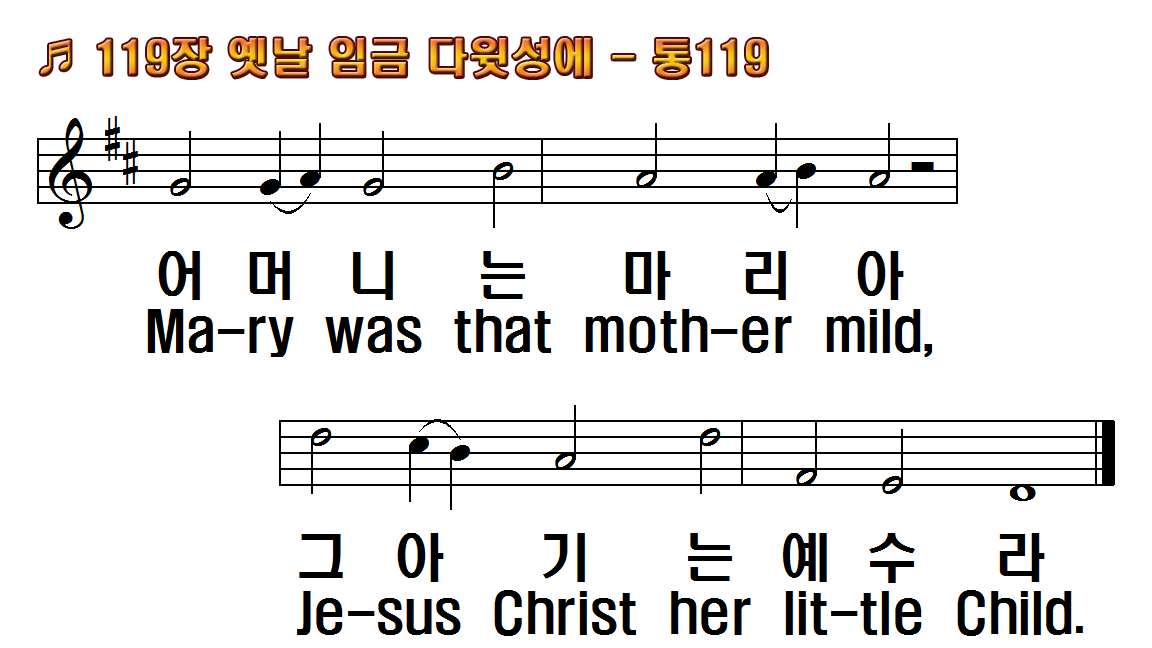 ♬ 119장 옛날 임금 다윗성에 - 통119
어 머 니 는 마 리 아
Ma-ry was that moth-er mild,
그 아 기 는 예 수 라
Je-sus Christ her lit-tle Child.